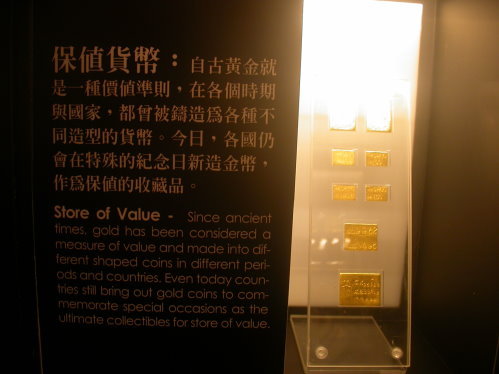 保值貨幣：自古黃金就
是一種價值準則，在各個時期
與國家，都曾被鑄造為各種不
同造型的貨幣。今日，各國仍
會在特殊的紀念日新造金幣，
作為保值的收藏品。
Store of Value - Since ancient
times, gold has been considered a
measure of value and made into dif-
ferent shaped coins in different peri-
ods and countries. Even today coun-
tries still bring out gold coins to com-
memorate special occasions as the
ultimate collectibles for store of value.